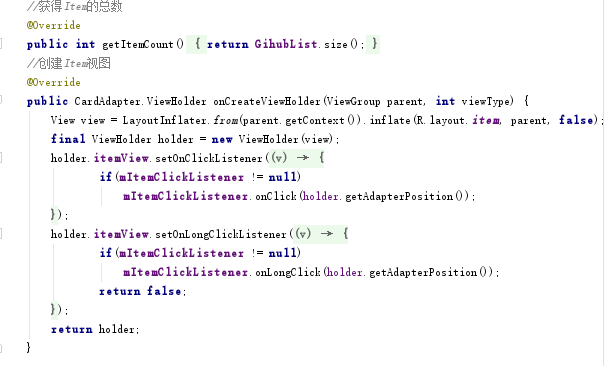 //获得Item的总数
@Override
public int getItemCount() { return GihubList.size(); }
//创建Item视图
@Override
public CardAdapter.ViewHolder onCreateViewHolder(ViewGroup parent, int viewType) {
View view = LayoutInflater.from(parent.getContext()).inflate(R.layout.item, parent, false);
final ViewHolder holder = new ViewHolder(view);
holder.itemView.setOnClickListener((v) → {
if(mItemClickListener != null)
mItemClickListener.onClick(holder.getAdapterPosition());
});
holder.itemView.setOnLongClickListener((v) → {
if(mItemClickListener != null)
mItemClickListener.onLongClick(holder.getAdapterPosition());
return false;
});
return holder;
}